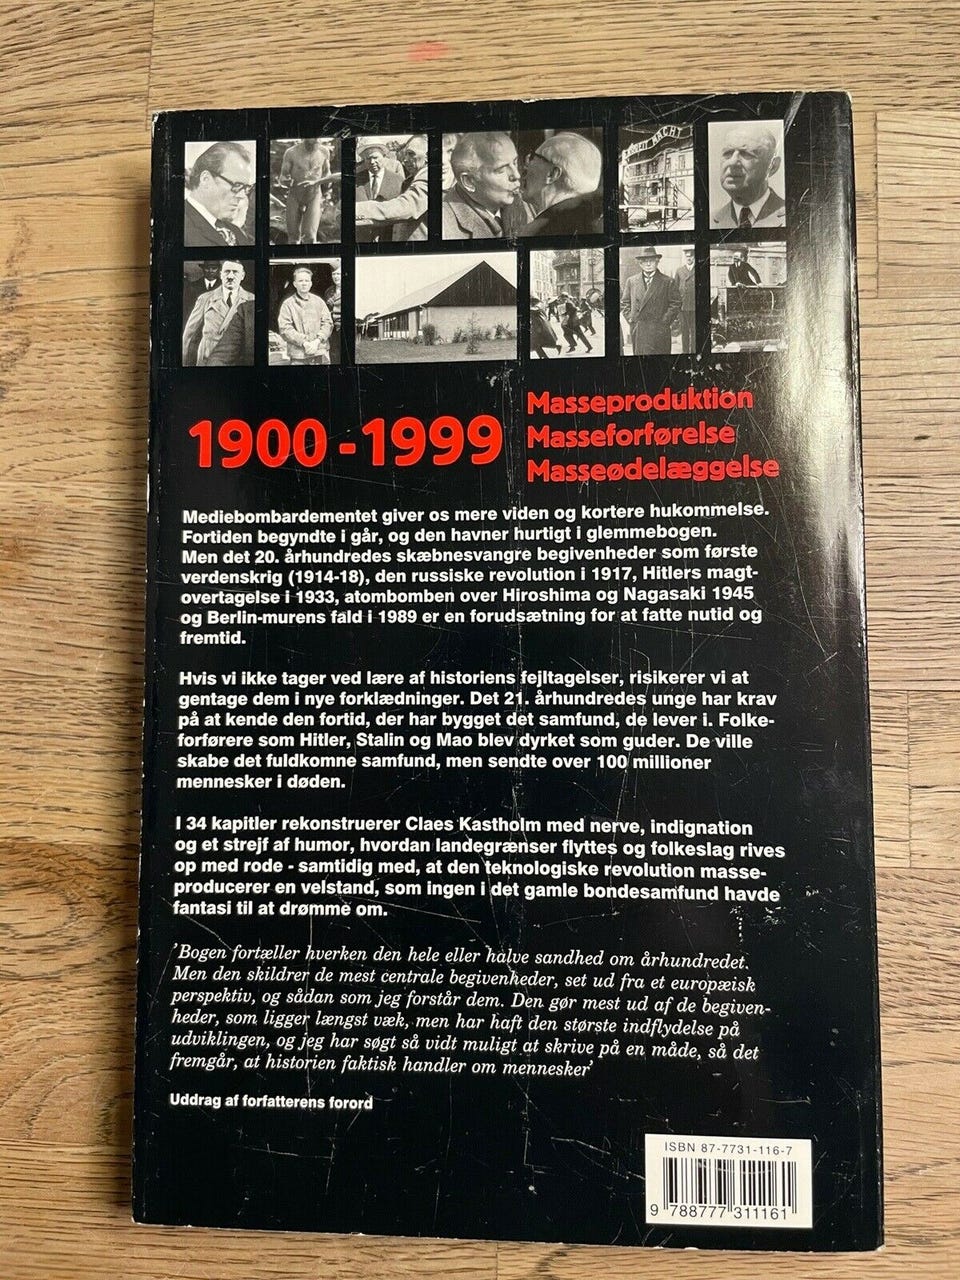 1900-1999
Masseproduktion
Masseforførelse
Masseødelæggelse
Mediebombardementet giver os mere viden og kortere hukommelse.
Fortiden begyndte i går, og den havner hurtigt i glemmebogen.
Men det 20. århundredes skæbnesvangre begivenheder som første
verdenskrig (1914-18), den russiske revolution i 1917, Hitlers magt-
overtagelse i 1933, atombomben over Hiroshima og Nagasaki 1945
og Berlin-murens fald i 1989 er en forudsætning for at fatte nutid og
fremtid.
Hvis vi ikke tager ved lære af historiens fejltagelser, risikerer vi at
gentage dem i nye forklædninger. Det 21. århundredes unge har krav
på at kende den fortid, der har bygget det samfund, de lever i. Folke-
forførere som Hitler, Stalin og Mao blev dyrket som guder. De ville
skabe det fuldkomne samfund, men sendte over 100 millioner
mennesker i døden.
I 34 kapitler rekonstruerer Claes Kastholm med nerve, indignation
og et strejf af humor, hvordan landegrænser flyttes og folkeslag rives
op med rode - samtidig med, at den teknologiske revolution masse-
producerer en velstand, som ingen i det gamle bondesamfund havde
fantasi til at drømme om.
'Bogen fortæller hverken den hele eller halve sandhed om århundredet.
Men den skildrer de mest centrale begivenheder, set ud fra et europæisk
perspektiv, og sådan som jeg forstår dem. Den gør mest ud af de begiven-
heder, som ligger længst væk, men har haft den største indflydelse på
udviklingen, og jeg har søgt så vidt muligt at skrive på en måde, så det
fremgår, at historien faktisk handler om mennesker'
Uddrag af forfatterens forord
ISBN 87-7731-116-7
9 788777 311161